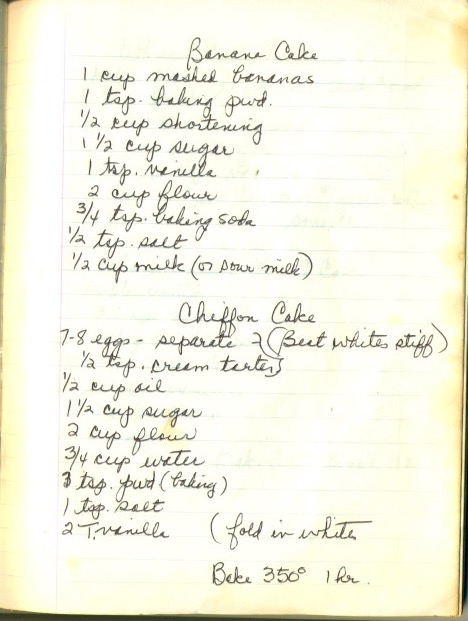 Banana Cake
1 cup mashed bananas
1 tsp. baking pwd.
1/2 cup shortening
1 1/2 cup sugar
1 tsp. vanilla
2 cup flour
3/4 tsp. baking soda
1/2 tsp. salt
1/2 cup milk (or sour milk)
Chiffon Cake
7-8 eggs - separate } (Beat whites stiff)
1/2 tsp. cream tarter }
1/2 cup oil
1 1/2 cup sugar
2 cup flour
3/4 cup water
3 tsp. pwd (baking)
1 tsp. salt
2 T. vanilla (fold in whites
Bake 350° 1 hr.